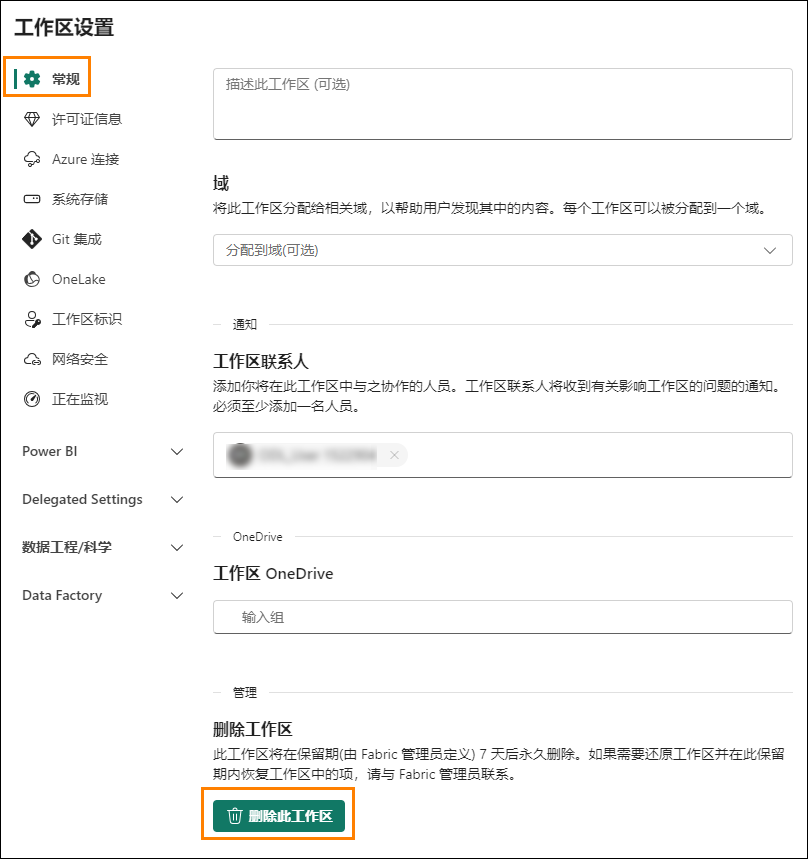 工作区设置
常规
许可证信息
Azure 连接
系统存储
Git 集成
OneLake
工作区标识
网络安全
正在监视
Power BI
Delegated Settings
数据工程/科学
Data Factory
描述此工作区 (可选)
域
将此工作区分配给相关域，以帮助用户发现其中的内容。每个工作区可以被分配到一个域。
分配到域(可选)
通知
工作区联系人
添加你将在此工作区中与之协作的人员。工作区联系人将收到有关影响工作区的问题的通知。
必须至少添加一名人员。
OneDrive
工作区 OneDrive
输入组
管理
删除工作区
此工作区将在保留期(由 Fabric 管理员定义) 7 天后永久删除。如果需要还原工作区并在此保留
期内恢复工作区中的项，请与 Fabric 管理员联系。
删除此工作区